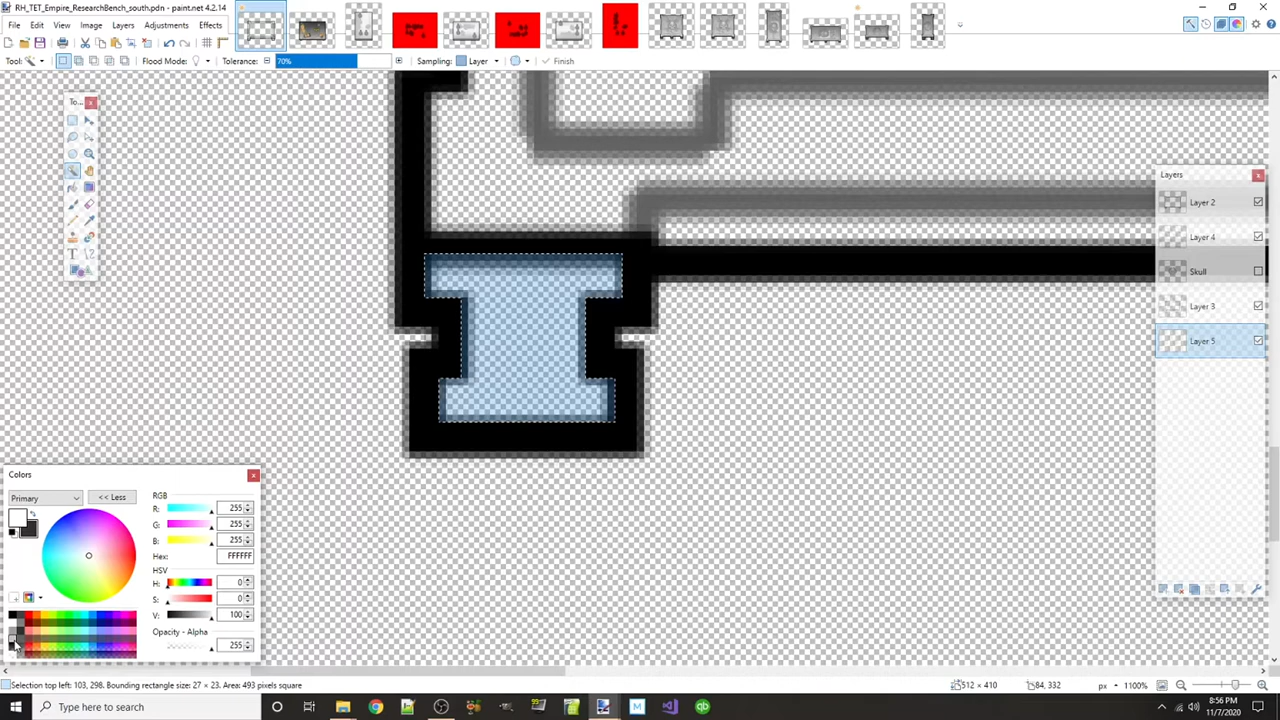 RH_TET_Empire_ResearchBench_south.pdn - paint.net 4.2.14
File Edit View Image Layers Adjustments Effects
Tool: Flood Mode: Tolerance: 70% Sampling: Layer Finish
To...
Layers
Layer 2
Layer 4
Skull
Layer 3
Layer 5
Colors
Primary << Less
RGB
R: 255
G: 255
B: 255
Hex: FFFFFF
HSV
H: 0
S: 0
V: 100
Opacity - Alpha
255
Selection top left: 103, 298. Bounding rectangle size: 27 × 23. Area: 493 pixels square 512 × 410 84, 332 px 1100%
Type here to search
8:56 PM
11/7/2020